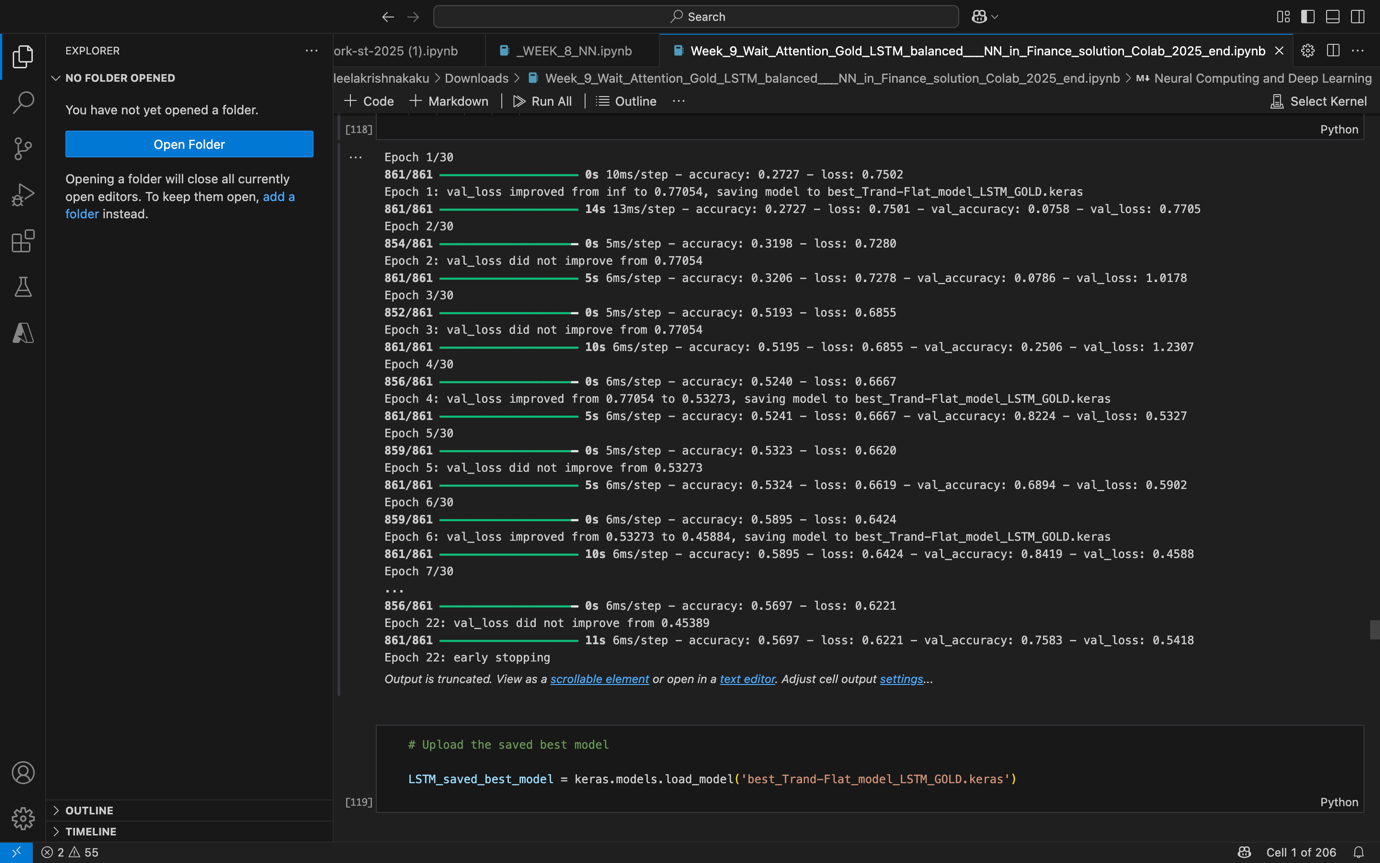 Search
EXPLORER
NO FOLDER OPENED
You have not yet opened a folder.
Open Folder
Opening a folder will close all currently
open editors. To keep them open, add a
folder instead.
OUTLINE
TIMELINE
ork-st-2025 (1).ipynb
_WEEK_8_NN.ipynb
Week_9_Wait_Attention_Gold_LSTM_balanced___NN_in_Finance_solution_Colab_2025_end.ipynb
leelakrishnakaku > Downloads > Week_9_Wait_Attention_Gold_LSTM_balanced___NN_in_Finance_solution_Colab_2025_end.ipynb > M↓ Neural Computing and Deep Learning
+ Code + Markdown Run All Outline ... Select Kernel
[118] Python
...
Epoch 1/30
861/861 0s 10ms/step – accuracy: 0.2727 – loss: 0.7502
Epoch 1: val_loss improved from inf to 0.77054, saving model to best_Trand-Flat_model_LSTM_GOLD.keras
861/861 14s 13ms/step – accuracy: 0.2727 – loss: 0.7501 – val_accuracy: 0.0758 – val_loss: 0.7705
Epoch 2/30
854/861 0s 5ms/step – accuracy: 0.3198 – loss: 0.7280
Epoch 2: val_loss did not improve from 0.77054
861/861 5s 6ms/step – accuracy: 0.3206 – loss: 0.7278 – val_accuracy: 0.0786 – val_loss: 1.0178
Epoch 3/30
852/861 0s 5ms/step – accuracy: 0.5193 – loss: 0.6855
Epoch 3: val_loss did not improve from 0.77054
861/861 10s 6ms/step – accuracy: 0.5195 – loss: 0.6855 – val_accuracy: 0.2506 – val_loss: 1.2307
Epoch 4/30
856/861 0s 6ms/step – accuracy: 0.5240 – loss: 0.6667
Epoch 4: val_loss improved from 0.77054 to 0.53273, saving model to best_Trand-Flat_model_LSTM_GOLD.keras
861/861 5s 6ms/step – accuracy: 0.5241 – loss: 0.6667 – val_accuracy: 0.8224 – val_loss: 0.5327
Epoch 5/30
859/861 0s 5ms/step – accuracy: 0.5323 – loss: 0.6620
Epoch 5: val_loss did not improve from 0.53273
861/861 5s 6ms/step – accuracy: 0.5324 – loss: 0.6619 – val_accuracy: 0.6894 – val_loss: 0.5902
Epoch 6/30
859/861 0s 6ms/step – accuracy: 0.5895 – loss: 0.6424
Epoch 6: val_loss improved from 0.53273 to 0.45884, saving model to best_Trand-Flat_model_LSTM_GOLD.keras
861/861 10s 6ms/step – accuracy: 0.5895 – loss: 0.6424 – val_accuracy: 0.8419 – val_loss: 0.4588
Epoch 7/30
...
856/861 0s 6ms/step – accuracy: 0.5697 – loss: 0.6221
Epoch 22: val_loss did not improve from 0.45389
861/861 11s 6ms/step – accuracy: 0.5697 – loss: 0.6221 – val_accuracy: 0.7583 – val_loss: 0.5418
Epoch 22: early stopping
Output is truncated. View as a scrollable element or open in a text editor. Adjust cell output settings...
# Upload the saved best model
LSTM_saved_best_model = keras.models.load_model('best_Trand-Flat_model_LSTM_GOLD.keras')
[119] Python
2 55
Cell 1 of 206